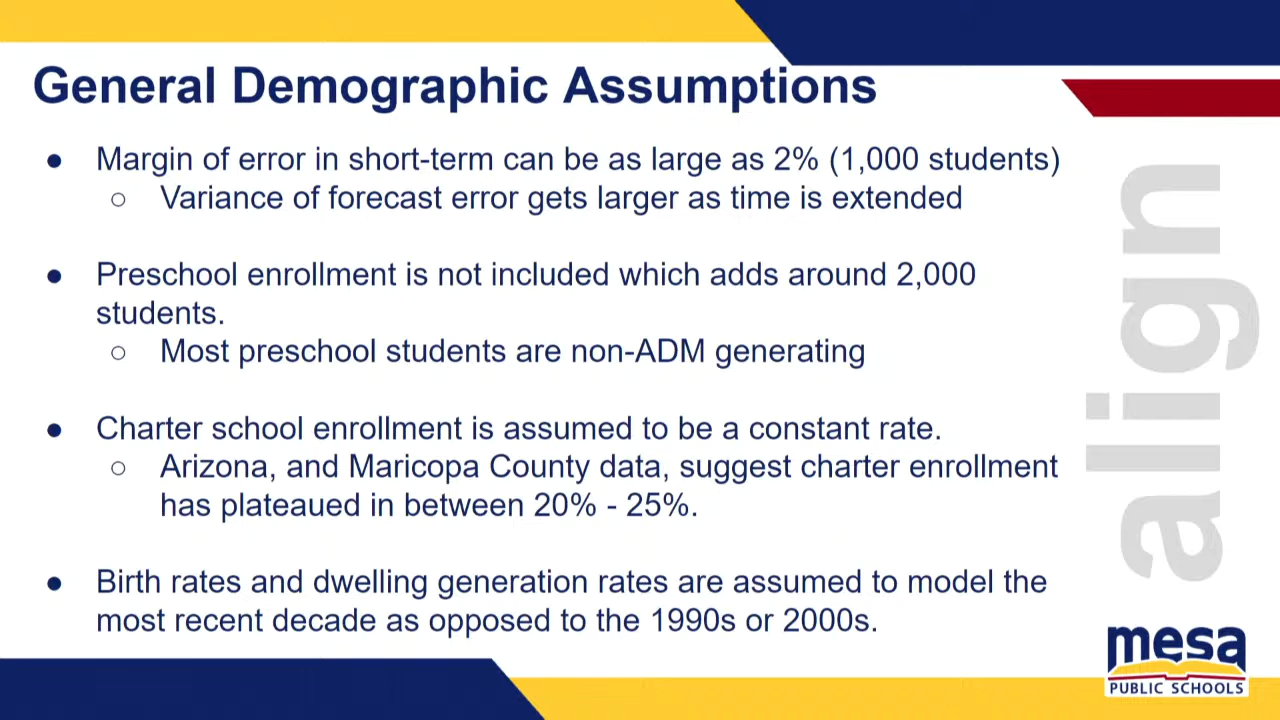 General Demographic Assumptions
● Margin of error in short-term can be as large as 2% (1,000 students)
○ Variance of forecast error gets larger as time is extended
● Preschool enrollment is not included which adds around 2,000
students.
○ Most preschool students are non-ADM generating
● Charter school enrollment is assumed to be a constant rate.
○ Arizona, and Maricopa County data, suggest charter enrollment
has plateaued in between 20% - 25%.
● Birth rates and dwelling generation rates are assumed to model the
most recent decade as opposed to the 1990s or 2000s.
align
mesa
PUBLIC SCHOOLS